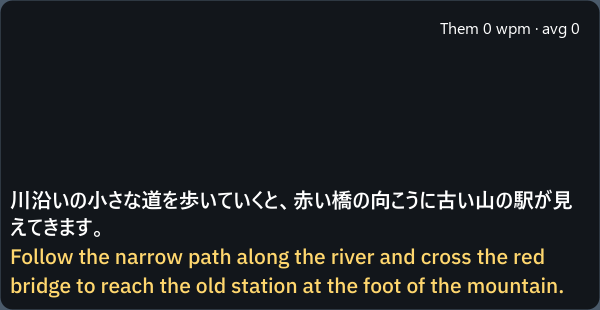 Them 0 wpm · avg 0
川沿いの小さな道を歩いていくと、赤い橋の向こうに古い山の駅が見
えてきます。
Follow the narrow path along the river and cross the red
bridge to reach the old station at the foot of the mountain.